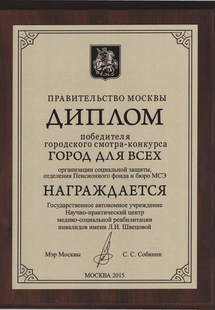 ПРАВИТЕЛЬСТВО МОСКВЫ
ДИПЛОМ
победителя
городского смотра-конкурса
ГОРОД ДЛЯ ВСЕХ
организации социальной защиты,
отделения Пенсионного фонда и бюро МСЭ
НАГРАЖДАЕТСЯ
Государственное автономное учреждение
Научно-практический центр
медико-социальной реабилитации
инвалидов имени Л.И. Швецовой
Мэр Москвы С. С. Собянин
МОСКВА 2015